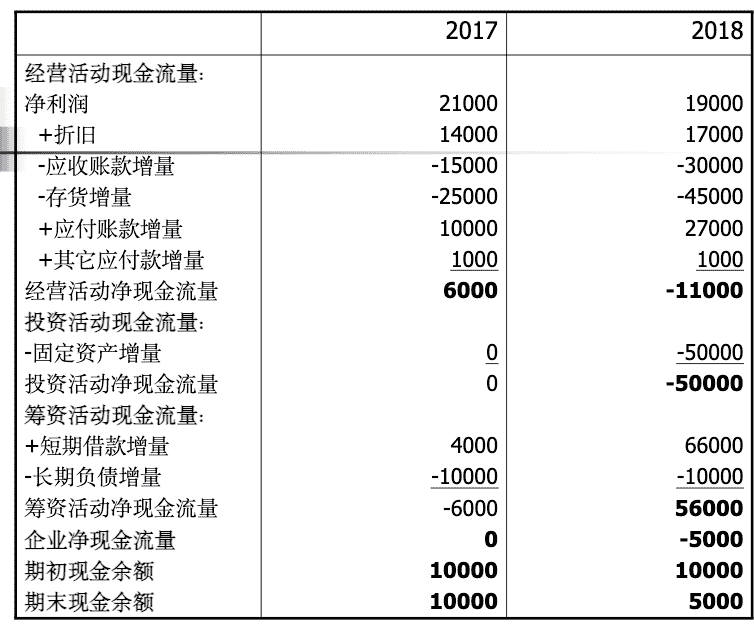 2017 2018
经营活动现金流量：
净利润 21000 19000
+折旧 14000 17000
-应收账款增量 -15000 -30000
-存货增量 -25000 -45000
+应付账款增量 10000 27000
+其它应付款增量 1000 1000
经营活动净现金流量 6000 -11000
投资活动现金流量：
-固定资产增量 0 -50000
投资活动净现金流量 0 -50000
筹资活动现金流量：
+短期借款增量 4000 66000
-长期负债增量 -10000 -10000
筹资活动净现金流量 -6000 56000
企业净现金流量 0 -5000
期初现金余额 10000 10000
期末现金余额 10000 5000